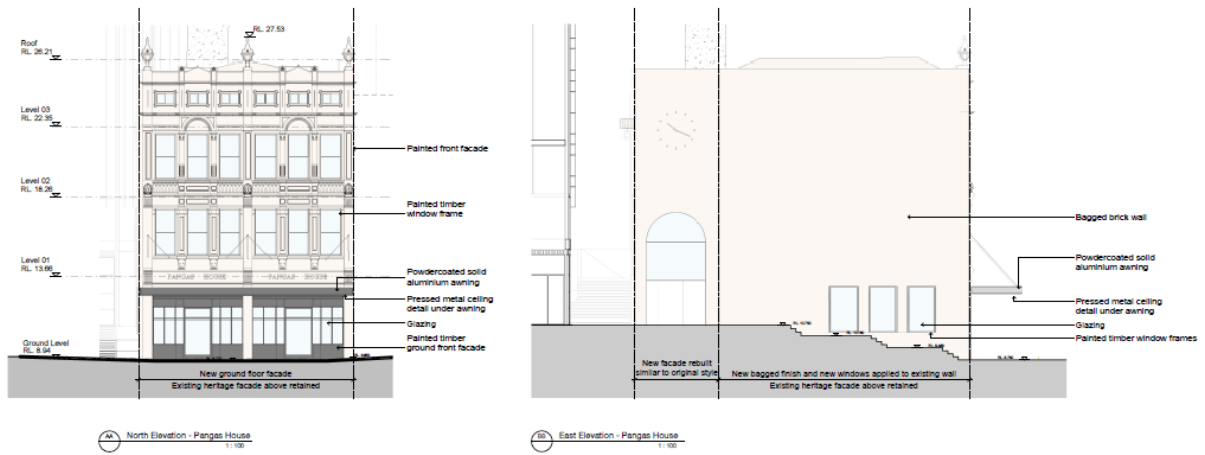 RL. 27.53
Roof
RL. 26.21
Level 03
RL. 22.35
Level 02
RL. 18.26
Level 01
RL. 13.66
Ground Level
RL. 8.94
PANGAS HOUSE
PANGAS HOUSE
Painted front facade
Painted timber
window frame
Powdercoated solid
aluminium awning
Pressed metal ceiling
detail under awning
Glazing
Painted timber
ground front facade
New ground floor facade
Existing heritage facade above retained
AA
North Elevation - Pangas House
1 : 100
Bagged brick wall
Powdercoated solid
aluminium awning
Pressed metal ceiling
detail under awning
Glazing
Painted timber window frames
New facade rebuilt
similar to original style
New bagged finish and new windows applied to existing wall
Existing heritage facade above retained
BB
East Elevation - Pangas House
1 : 100